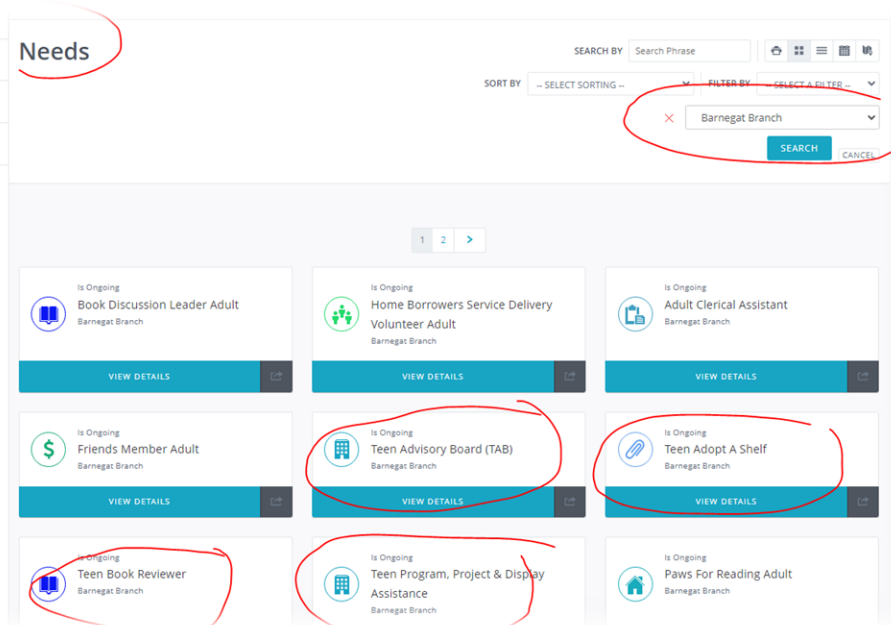 Needs
SEARCH BY Search Phrase
SORT BY -- SELECT SORTING -- FILTER BY -- SELECT A FILTER --
Barnegat Branch
SEARCH CANCEL
1 2 >
Is Ongoing
Book Discussion Leader Adult
Barnegat Branch
VIEW DETAILS
Is Ongoing
Home Borrowers Service Delivery
Volunteer Adult
Barnegat Branch
VIEW DETAILS
Is Ongoing
Adult Clerical Assistant
Barnegat Branch
VIEW DETAILS
Is Ongoing
Friends Member Adult
Barnegat Branch
VIEW DETAILS
Is Ongoing
Teen Advisory Board (TAB)
Barnegat Branch
VIEW DETAILS
Is Ongoing
Teen Adopt A Shelf
Barnegat Branch
VIEW DETAILS
Is Ongoing
Teen Book Reviewer
Barnegat Branch
Is Ongoing
Teen Program, Project & Display
Assistance
Barnegat Branch
Is Ongoing
Paws For Reading Adult
Barnegat Branch